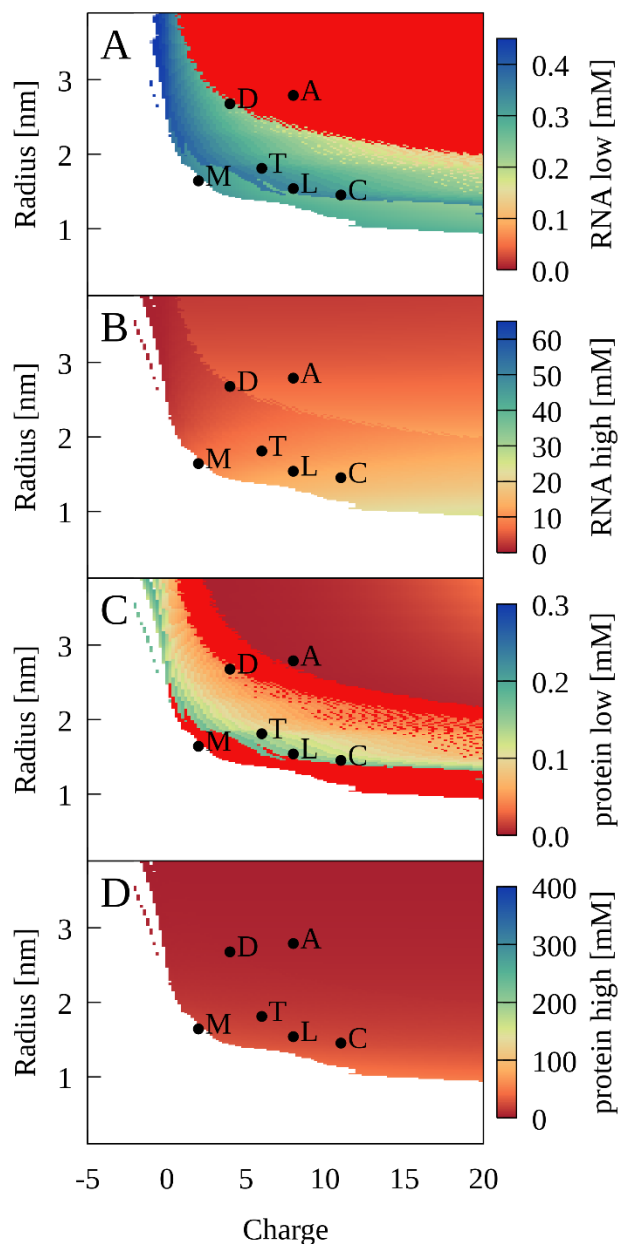 A
Radius [nm]
3
2
1
D
A
M
T
L
C
0.4
0.3
0.2
0.1
0.0
RNA low [mM]
B
Radius [nm]
3
2
1
D
A
M
T
L
C
60
50
40
30
20
10
0
RNA high [mM]
C
Radius [nm]
3
2
1
D
A
M
T
L
C
0.3
0.2
0.1
0.0
protein low [mM]
D
Radius [nm]
3
2
1
D
A
M
T
L
C
400
300
200
100
0
protein high [mM]
-5 0 5 10 15 20
Charge